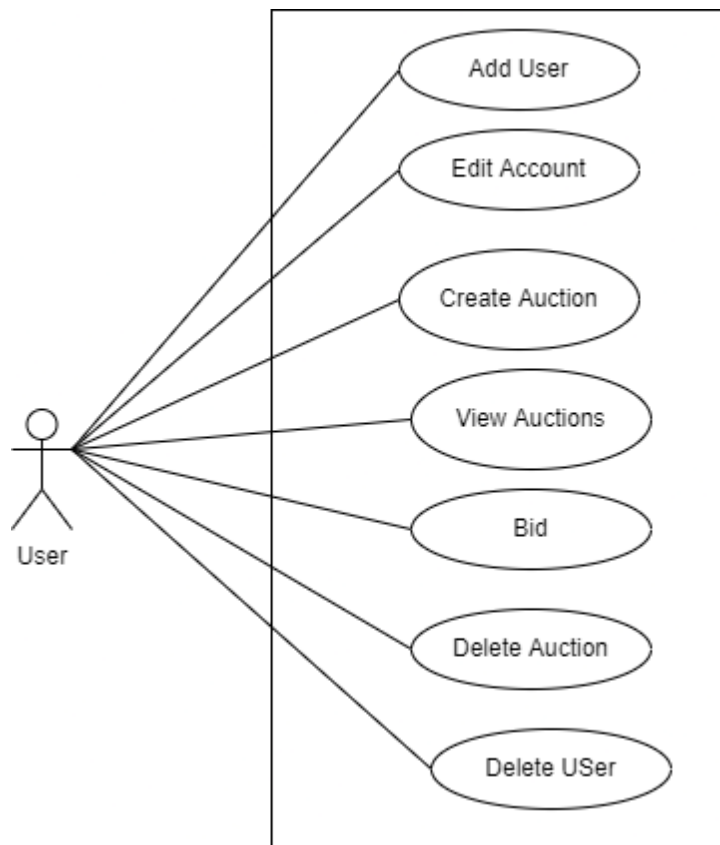 Add User
Edit Account
Create Auction
View Auctions
Bid
User
Delete Auction
Delete USer